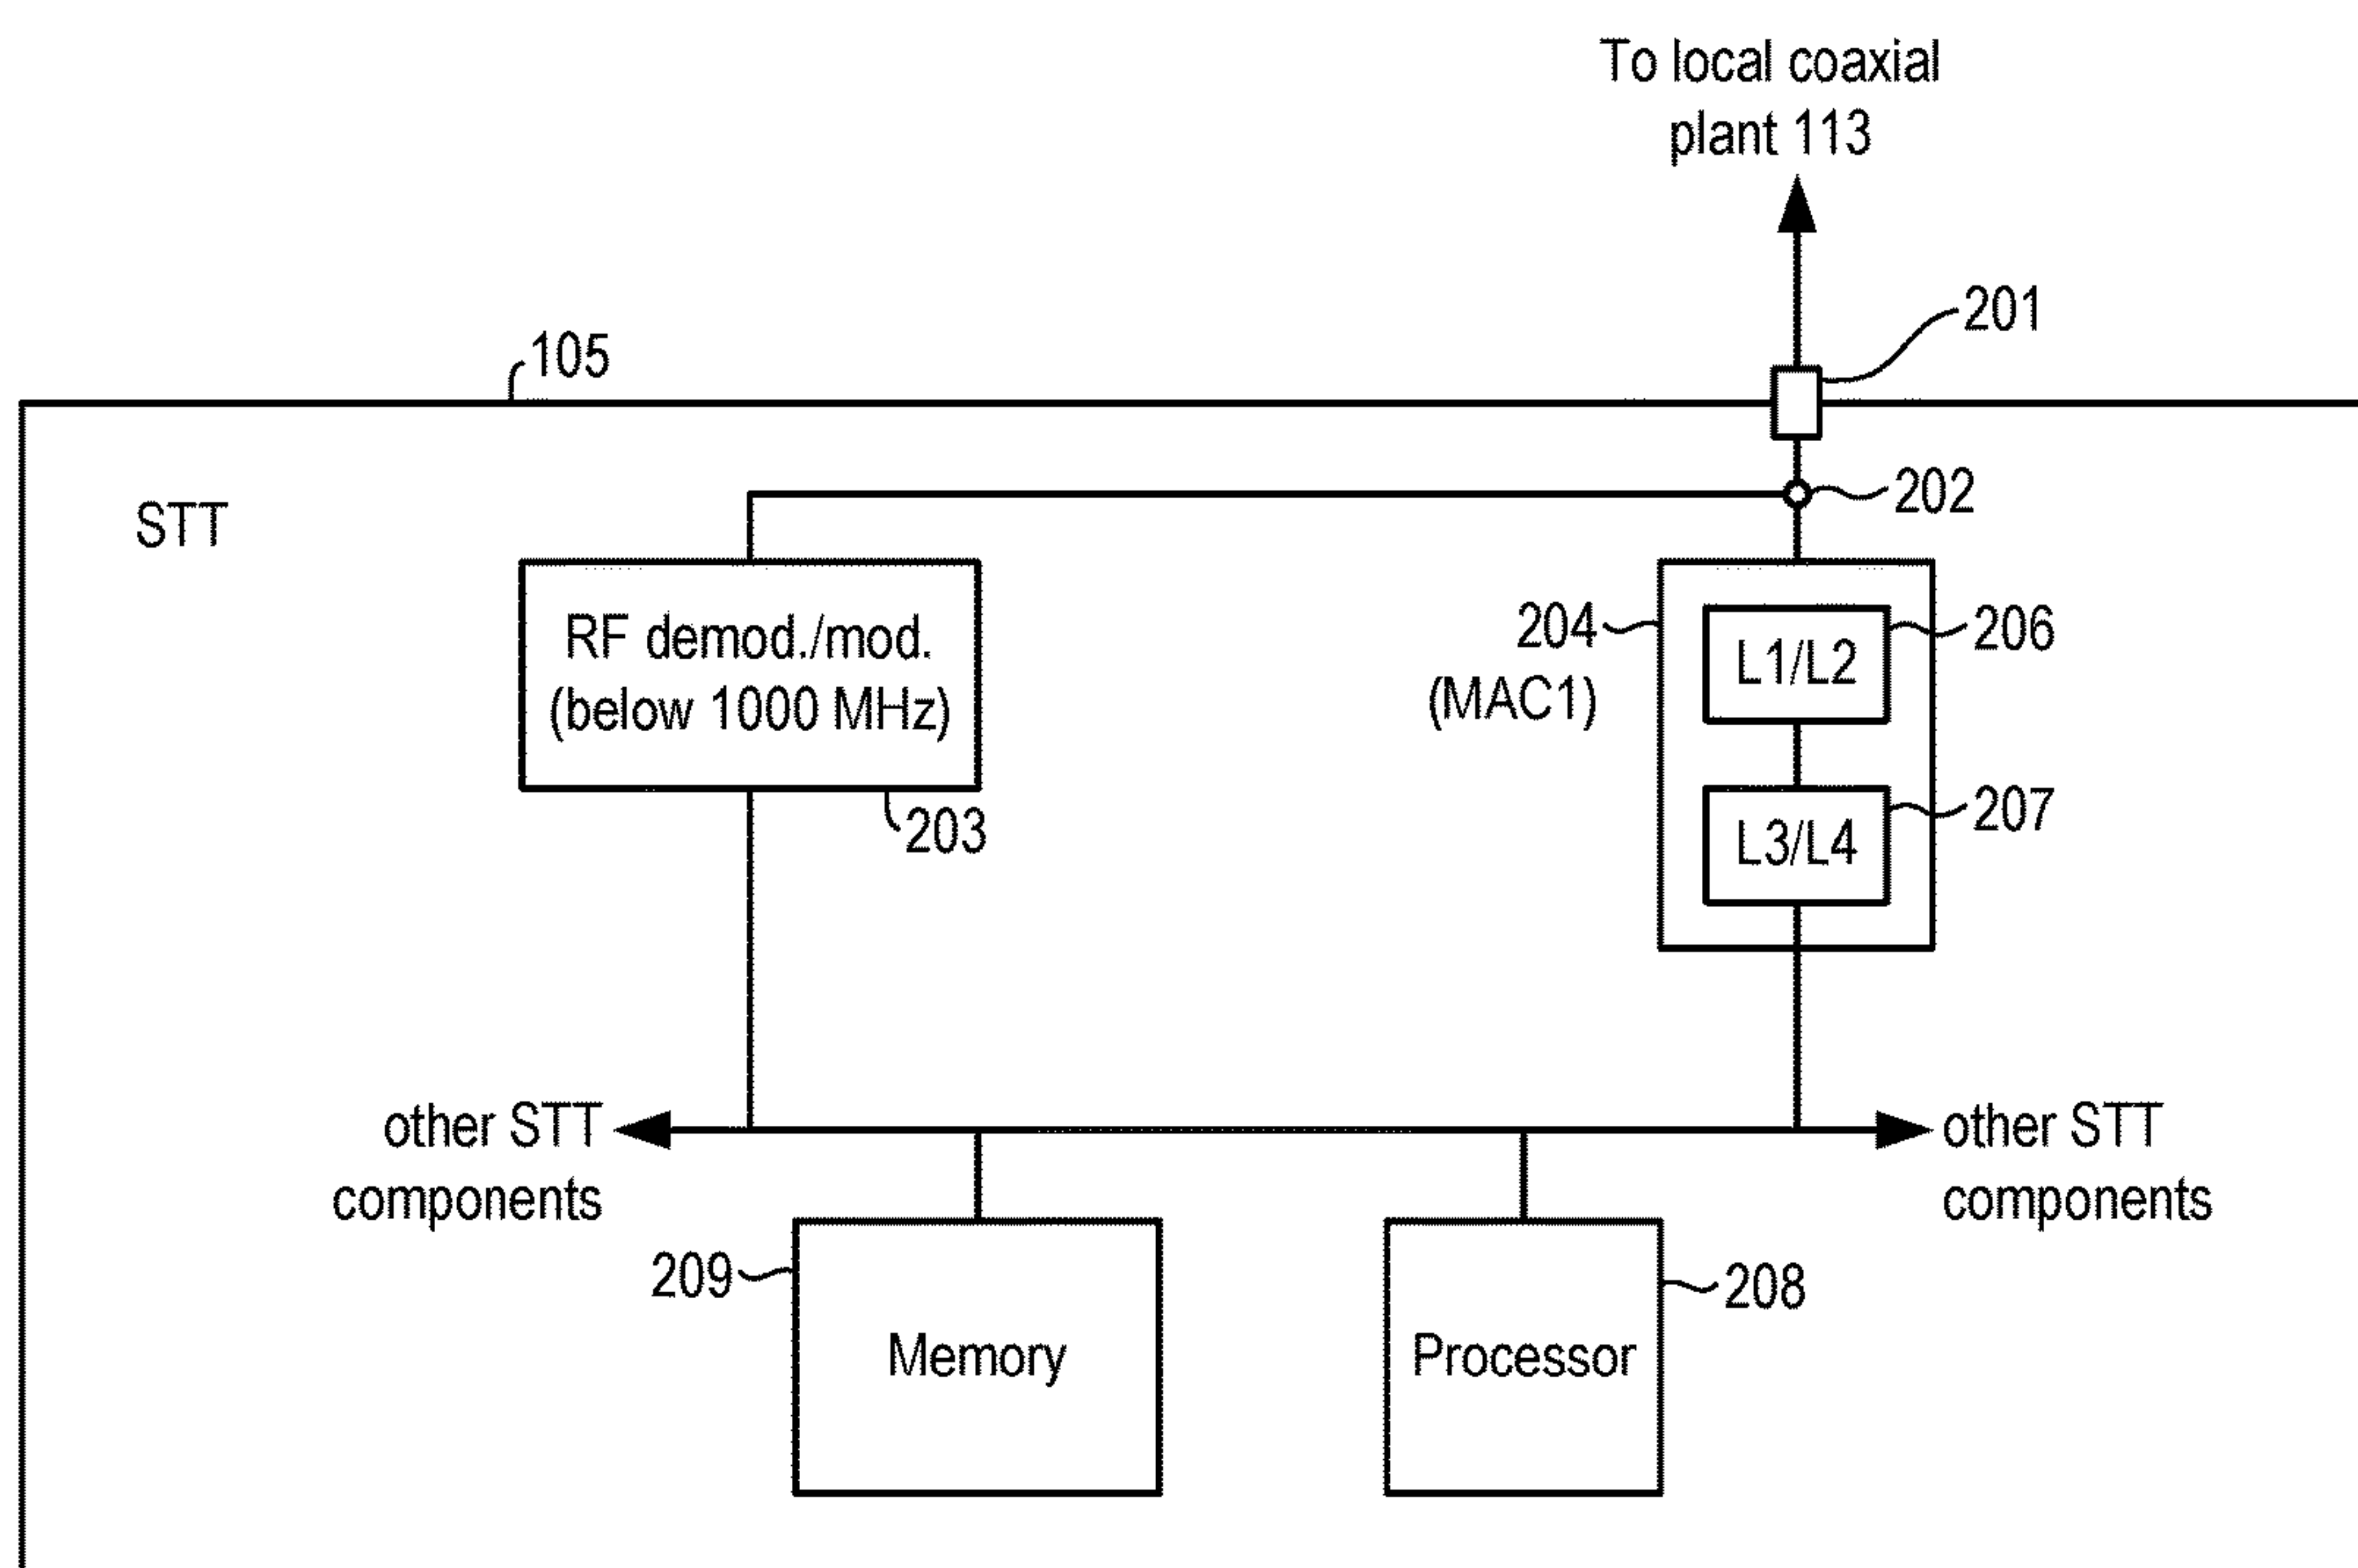 To local coaxial
plant 113
201
105
202
STT
RF demod./mod.
(below 1000 MHz)
203
204
(MAC1)
L1/L2
206
L3/L4
207
other STT
components
other STT
components
209
Memory
Processor
208